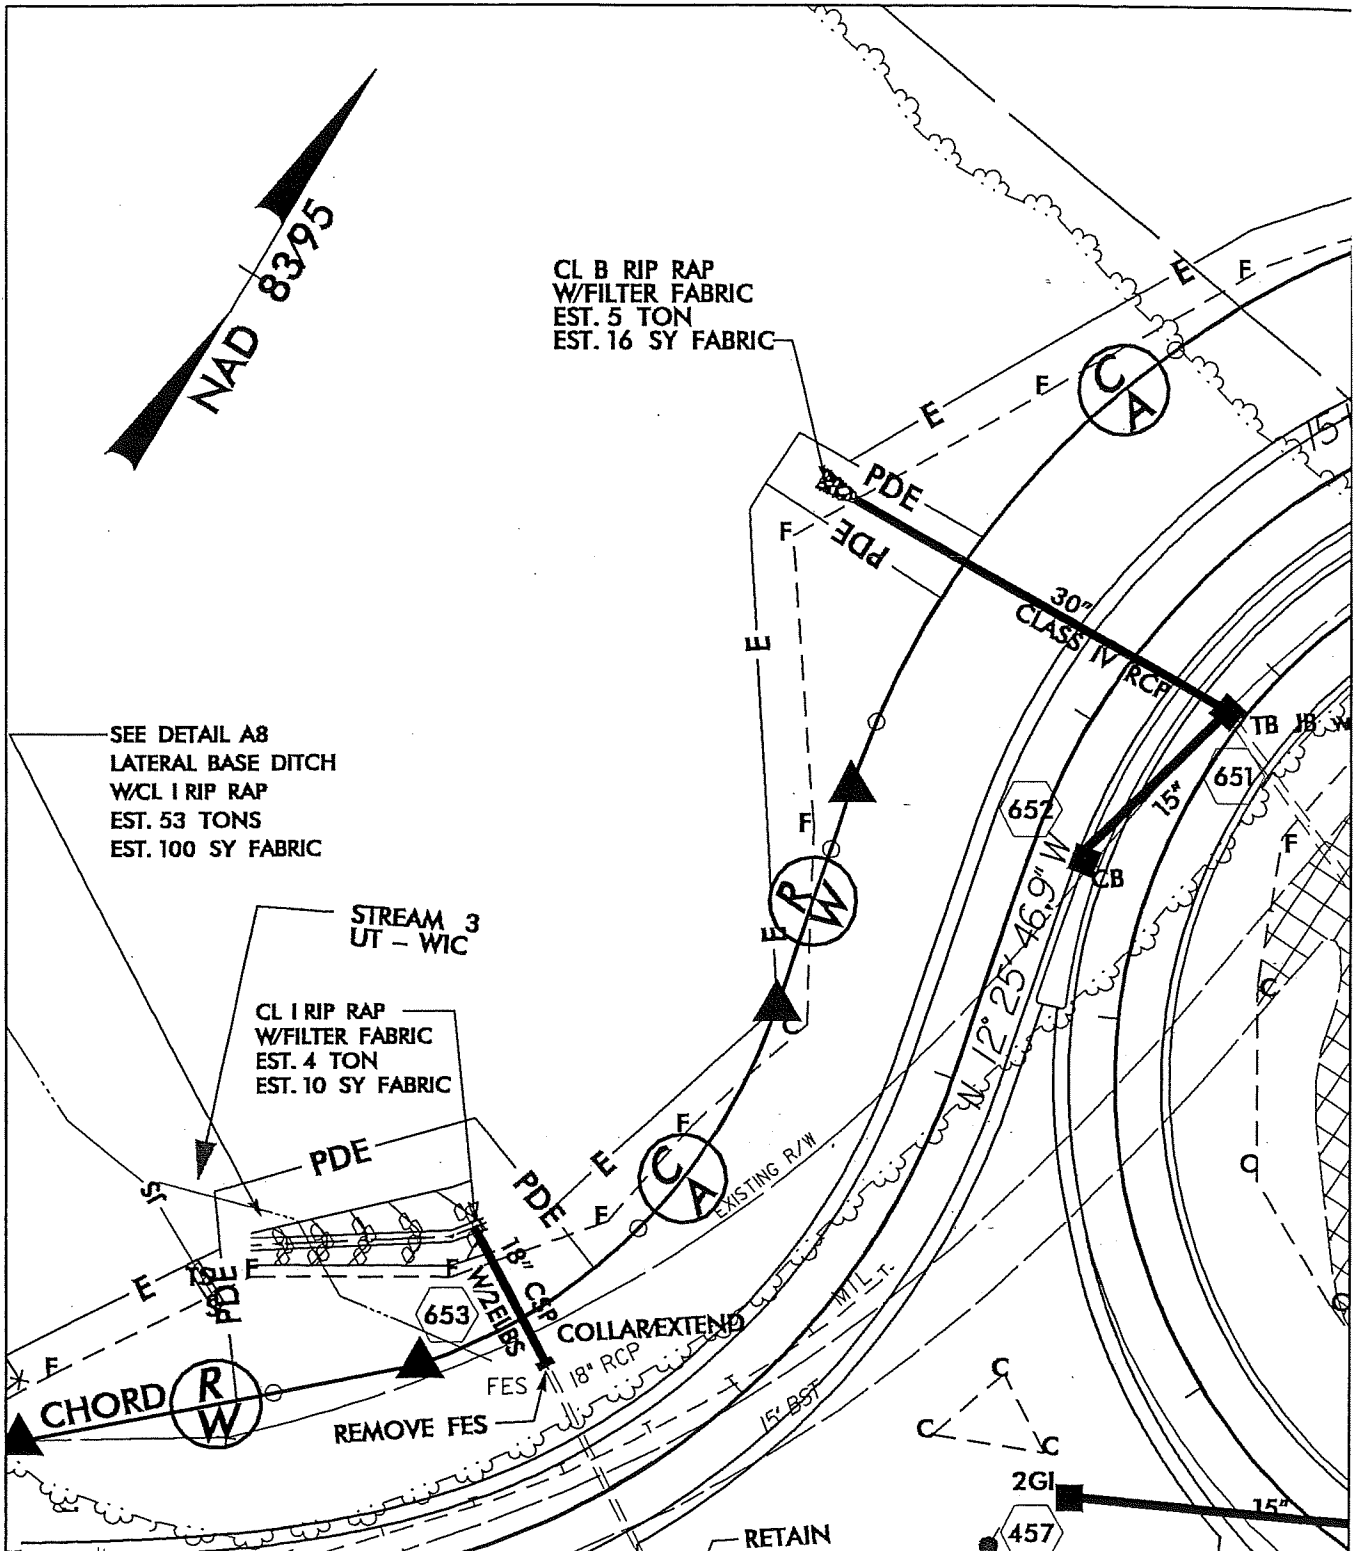 NAD 83/95
CL B RIP RAP
W/FILTER FABRIC
EST. 5 TON
EST. 16 SY FABRIC
E
F
C
A
F
E
15
PDE
PDE
F
30"
CLASS IV RCP
E
TB JB W
651
15"
652
CB
F
SEE DETAIL A8
LATERAL BASE DITCH
W/CL I RIP RAP
EST. 53 TONS
EST. 100 SY FABRIC
F
R
W
E
N 12° 25' 46.9" W
STREAM 3
UT - WIC
CL I RIP RAP
W/FILTER FABRIC
EST. 4 TON
EST. 10 SY FABRIC
C
C
F
E
C
A
EXISTING R/W
C
PDE
PDE
F
18" CSP
W/2ELBS
F
F
E
PDE
653
COLLAR/EXTEND
18" RCP
FES
REMOVE FES
F
CHORD
R
W
15' BST
C
C
C
2GI
15"
457
RETAIN